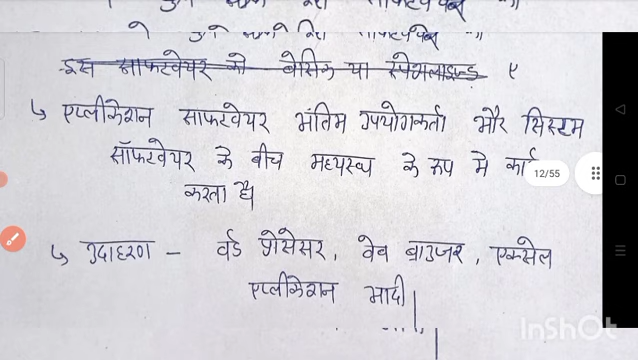 इस साफ्टवेयर को बेसिक या स्पेसलाइज्ड ए
↳ एप्लीकेशन साफ्टवेयर अंतिम उपयोगकर्ता और सिस्टम
सॉफ्टवेयर के बीच मध्यस्थ के रूप मे कार्य
करता है
12/55
↳ उदाहरण – वर्ड प्रोसेसर, वेब ब्राउजर, एक्सेल
एप्लीकेशन आदी
InShOt